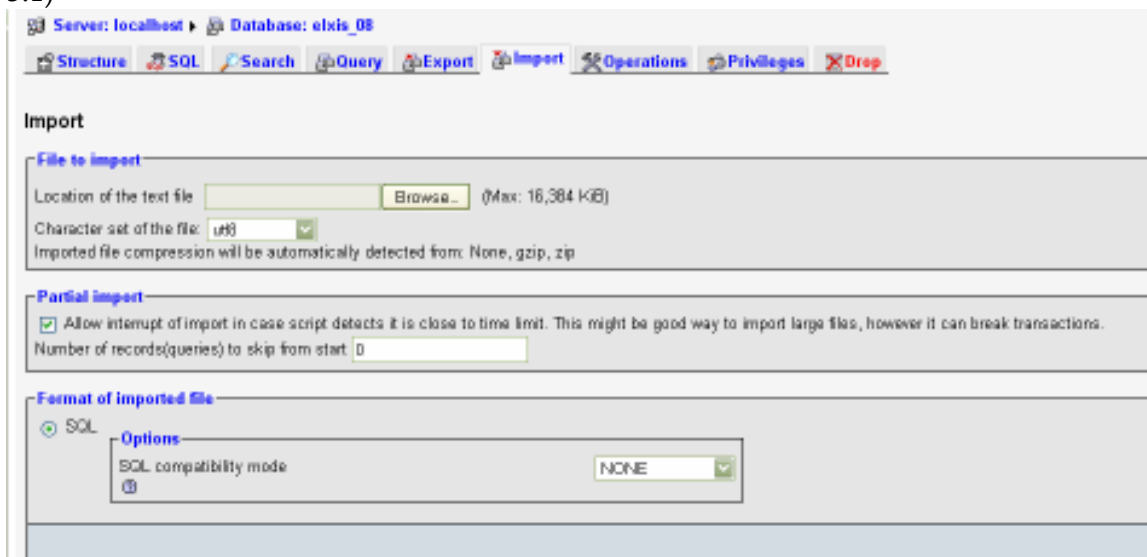 Server: localhost ▸ Database: elxis_08
Structure SQL Search Query Export Import Operations Privileges Drop
Import
File to import
Location of the text file Browse... (Max: 16,384 KiB)
Character set of the file: utf8
Imported file compression will be automatically detected from: None, gzip, zip
Partial import
Allow interrupt of import in case script detects it is close to time limit. This might be good way to import large files, however it can break transactions.
Number of records(queries) to skip from start 0
Format of imported file
SQL
Options
SQL compatibility mode NONE